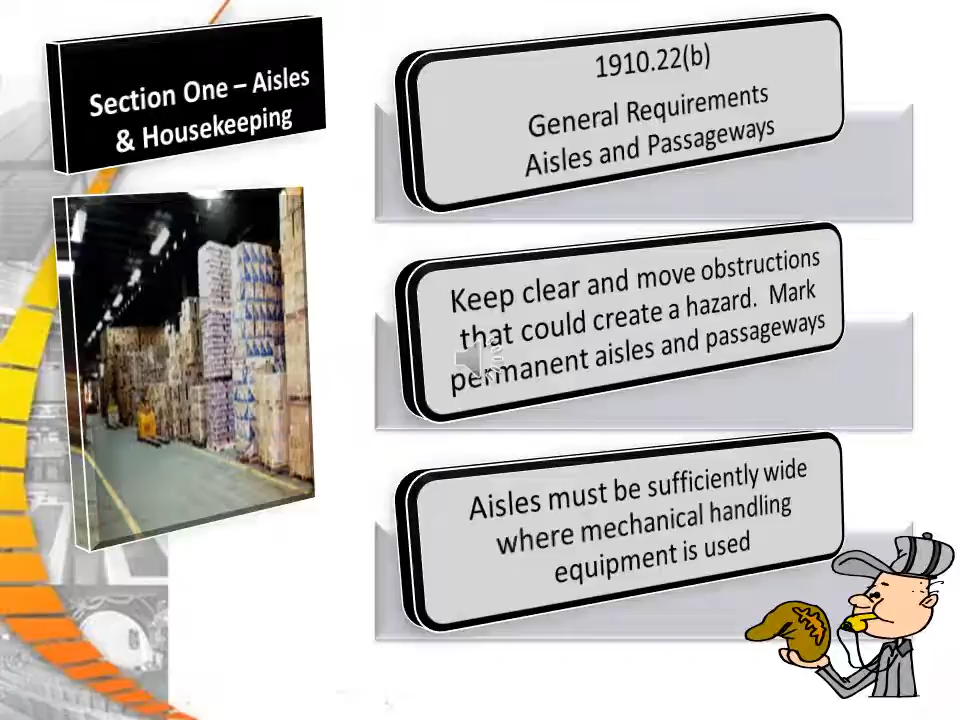 Section One – Aisles
& Housekeeping
1910.22(b)
General Requirements
Aisles and Passageways
Keep clear and move obstructions
that could create a hazard.  Mark
permanent aisles and passageways
Aisles must be sufficiently wide
where mechanical handling
equipment is used